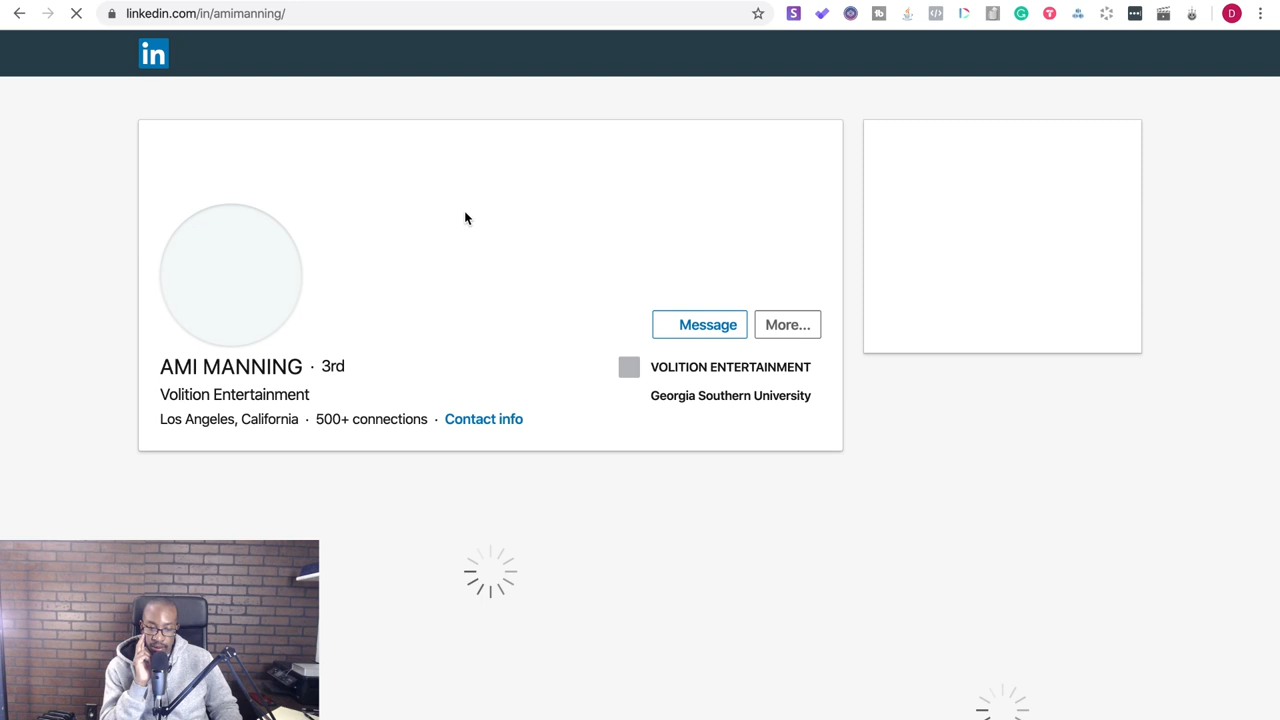 linkedin.com/in/amimanning/
D
in
Message
More...
AMI MANNING · 3rd
VOLITION ENTERTAINMENT
Volition Entertainment
Georgia Southern University
Los Angeles, California · 500+ connections · Contact info